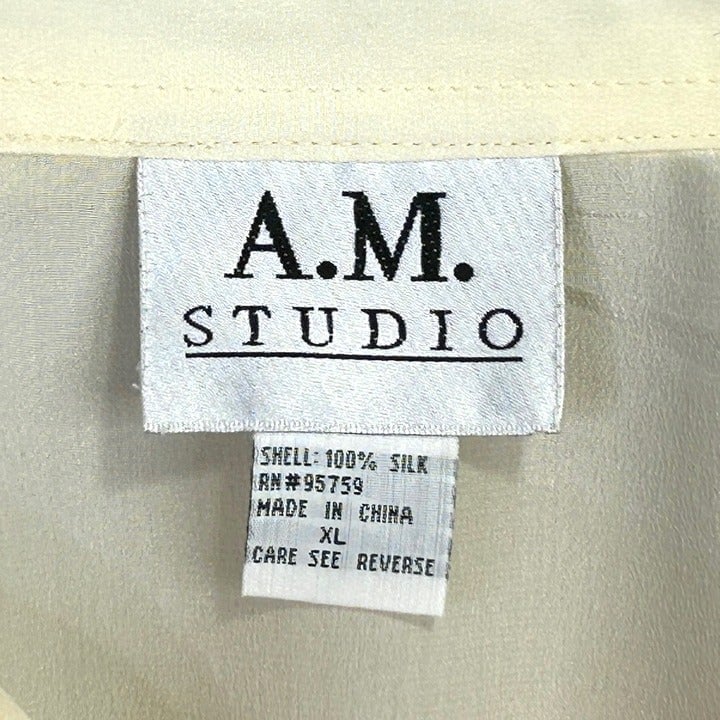 A.M.
STUDIO
SHELL: 100% SILK
RN#95759
MADE IN CHINA
XL
CARE SEE REVERSE